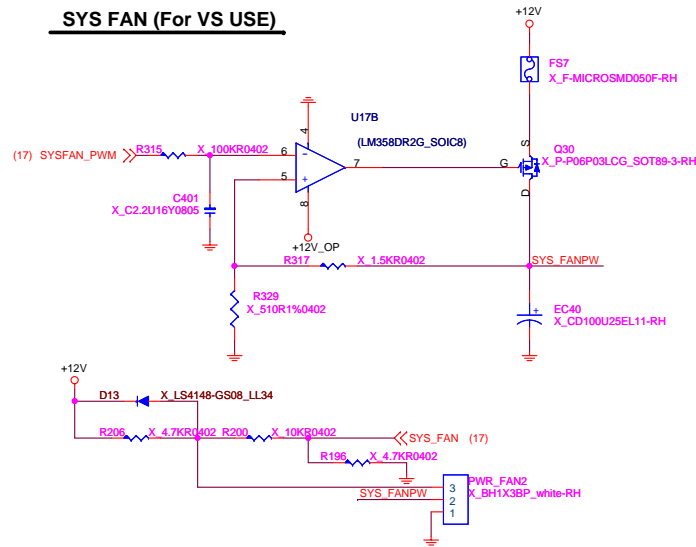 SYS FAN (For VS USE)
+12V
FS7
X_F-MICROSMD050F-RH
U17B
(LM358DR2G_SOIC8)
4
S
Q30
X_P-P06P03LCG_SOT89-3-RH
(17) SYSFAN_PWM
R315
X_100KR0402
6
−
7
G
5
+
D
C401
X_C2.2U16Y0805
8
+12V_OP
R317
X_1.5KR0402
SYS_FANPW
R329
X_510R1%0402
EC40
X_CD100U25EL11-RH
+
+12V
D13
X_LS4148-GS08_LL34
R206
X_4.7KR0402
R200
X_10KR0402
SYS_FAN (17)
R196
X_4.7KR0402
PWR_FAN2
X_BH1X3BP_white-RH
SYS_FANPW
3
2
1